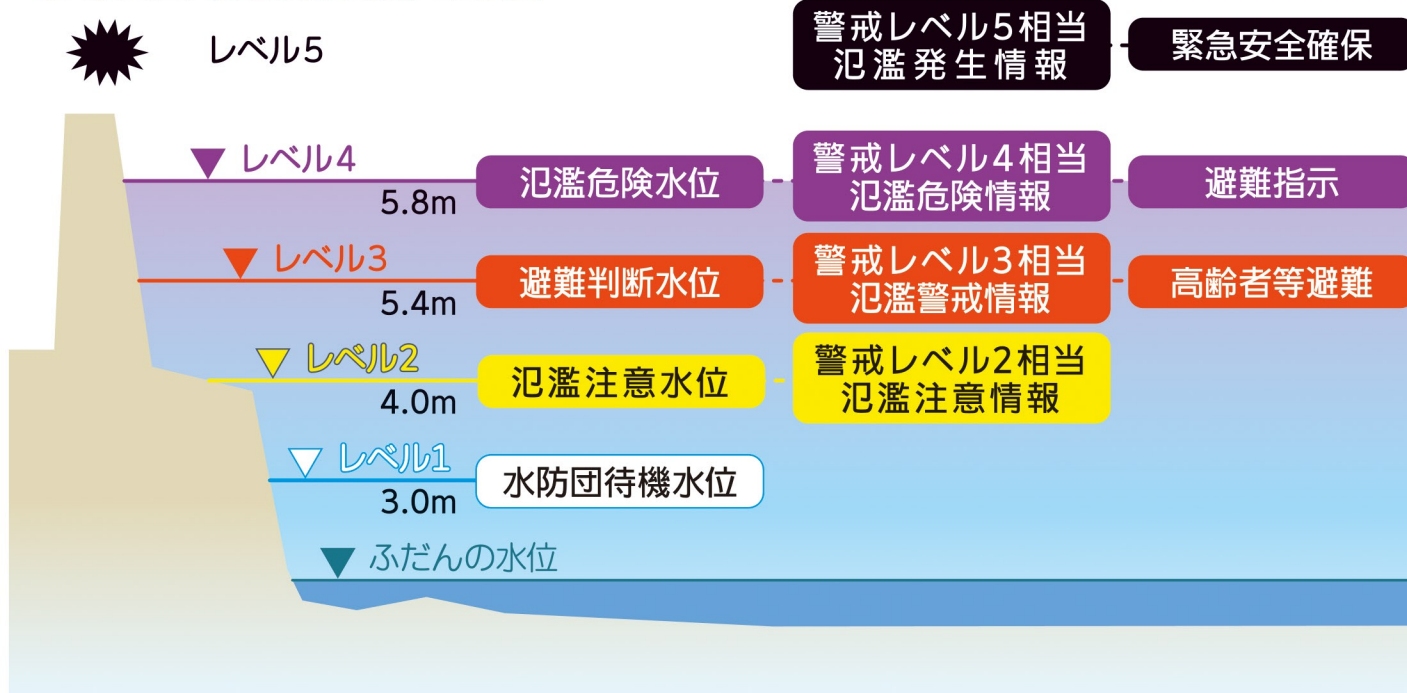 レベル5
警戒レベル5相当
氾濫発生情報
緊急安全確保
レベル4
5.8m
氾濫危険水位
警戒レベル4相当
氾濫危険情報
避難指示
レベル3
5.4m
避難判断水位
警戒レベル3相当
氾濫警戒情報
高齢者等避難
レベル2
4.0m
氾濫注意水位
警戒レベル2相当
氾濫注意情報
レベル1
3.0m
水防団待機水位
ふだんの水位